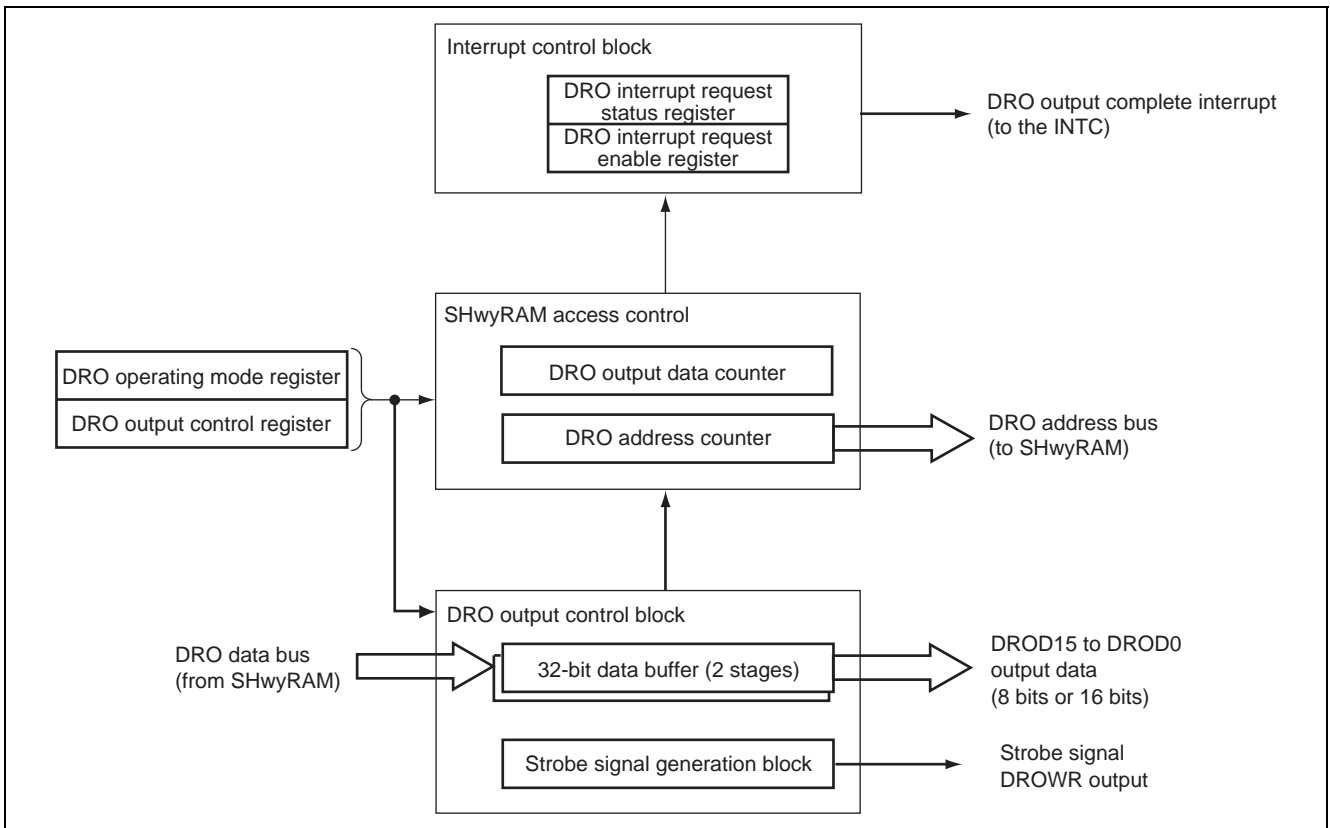 Interrupt control block
DRO interrupt request
status register
DRO interrupt request
enable register
DRO output complete interrupt
(to the INTC)
SHwyRAM access control
DRO output data counter
DRO address counter
DRO operating mode register
DRO output control register
DRO address bus
(to SHwyRAM)
DRO output control block
DRO data bus
(from SHwyRAM)
32-bit data buffer (2 stages)
DROD15 to DROD0
output data
(8 bits or 16 bits)
Strobe signal generation block
Strobe signal
DROWR output